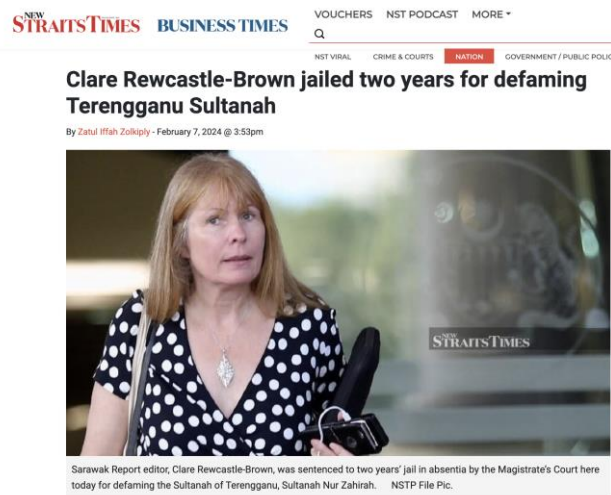 NEW
STRAITS TIMES BUSINESS TIMES
VOUCHERS NST PODCAST MORE
NST VIRAL CRIME & COURTS NATION GOVERNMENT / PUBLIC POLIC
Clare Rewcastle-Brown jailed two years for defaming
Terengganu Sultanah
By Zatul Iffah Zolkiply - February 7, 2024 @ 3:53pm
NEW
STRAITS TIMES
Sarawak Report editor, Clare Rewcastle-Brown, was sentenced to two years' jail in absentia by the Magistrate's Court here
today for defaming the Sultanah of Terengganu, Sultanah Nur Zahirah. NSTP File Pic.